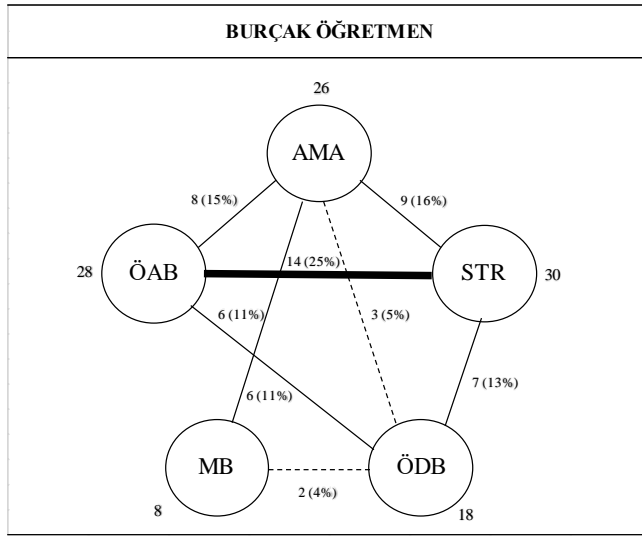 BURÇAK ÖĞRETMEN
26
AMA
8 (15%)
9 (16%)
28
ÖAB
14 (25%)
STR
30
6 (11%)
3 (5%)
7 (13%)
6 (11%)
MB
ÖDB
2 (4%)
8
18